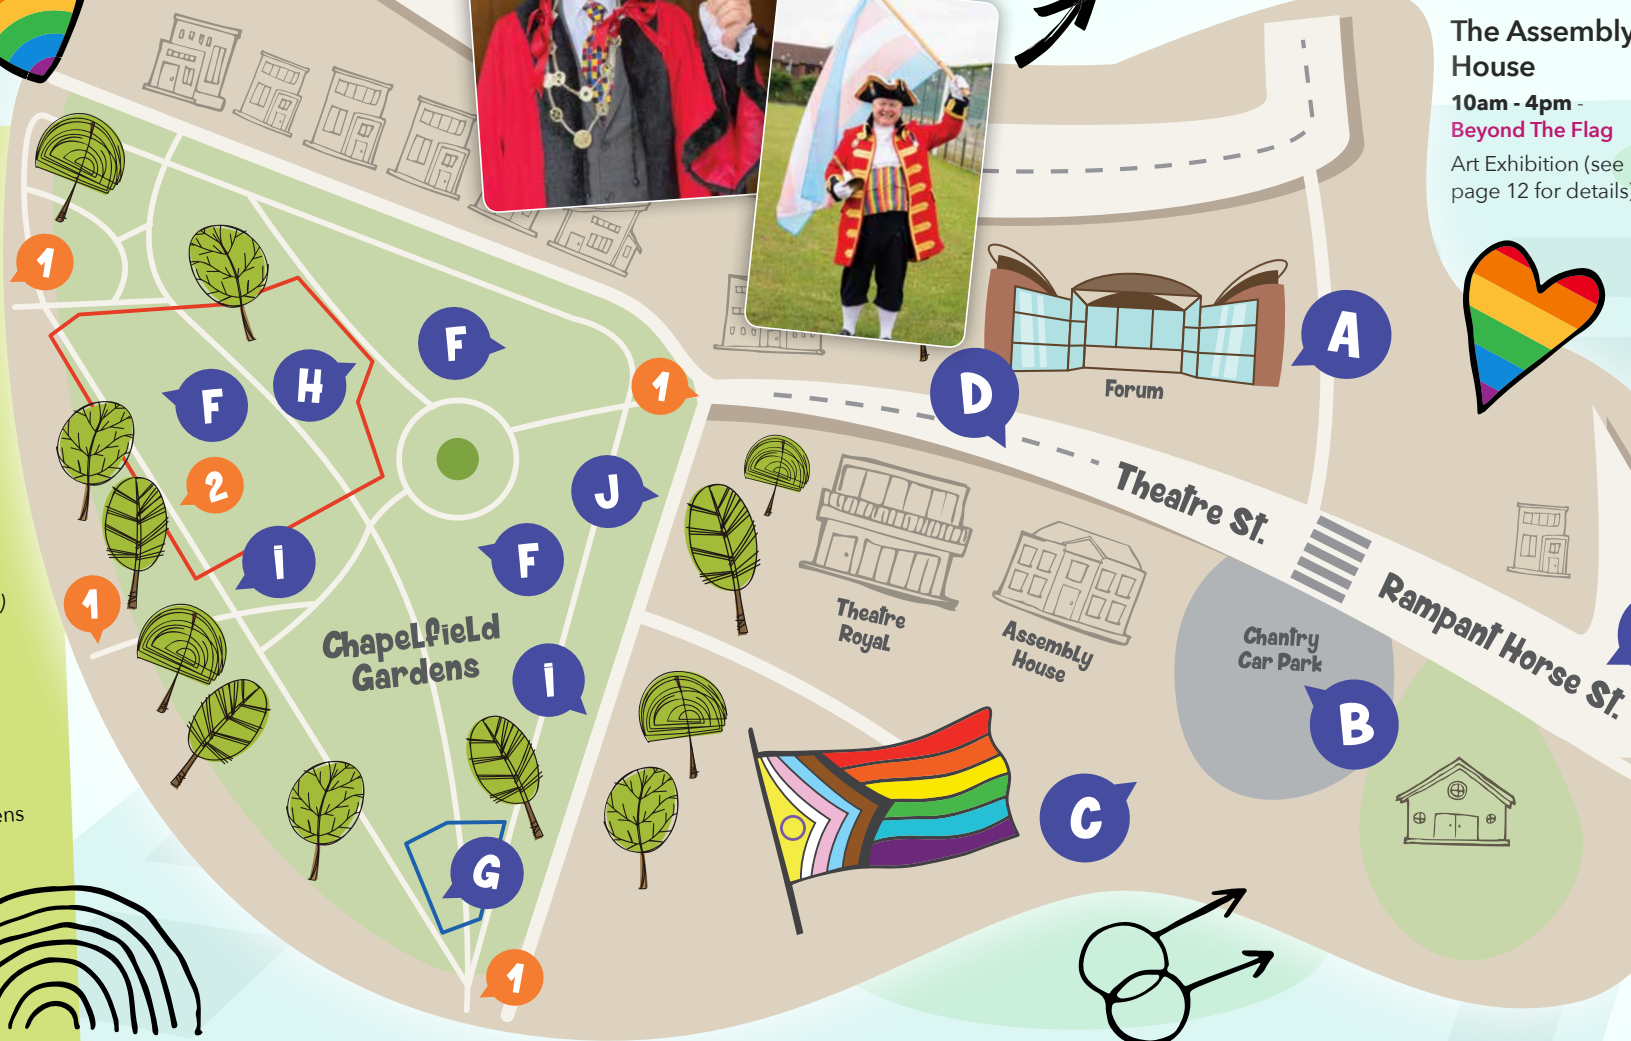 The Assembly
House
10am - 4pm -
Beyond The Flag
Art Exhibition (see
page 12 for details)
1
F
H
F
1
A
D
Forum
2
J
I
F
1
Theatre St.
Rampant Horse St.
Chapelfield
Gardens
Theatre
Royal
Assembly
House
Chantry
Car Park
I
B
C
G
1
)
ens